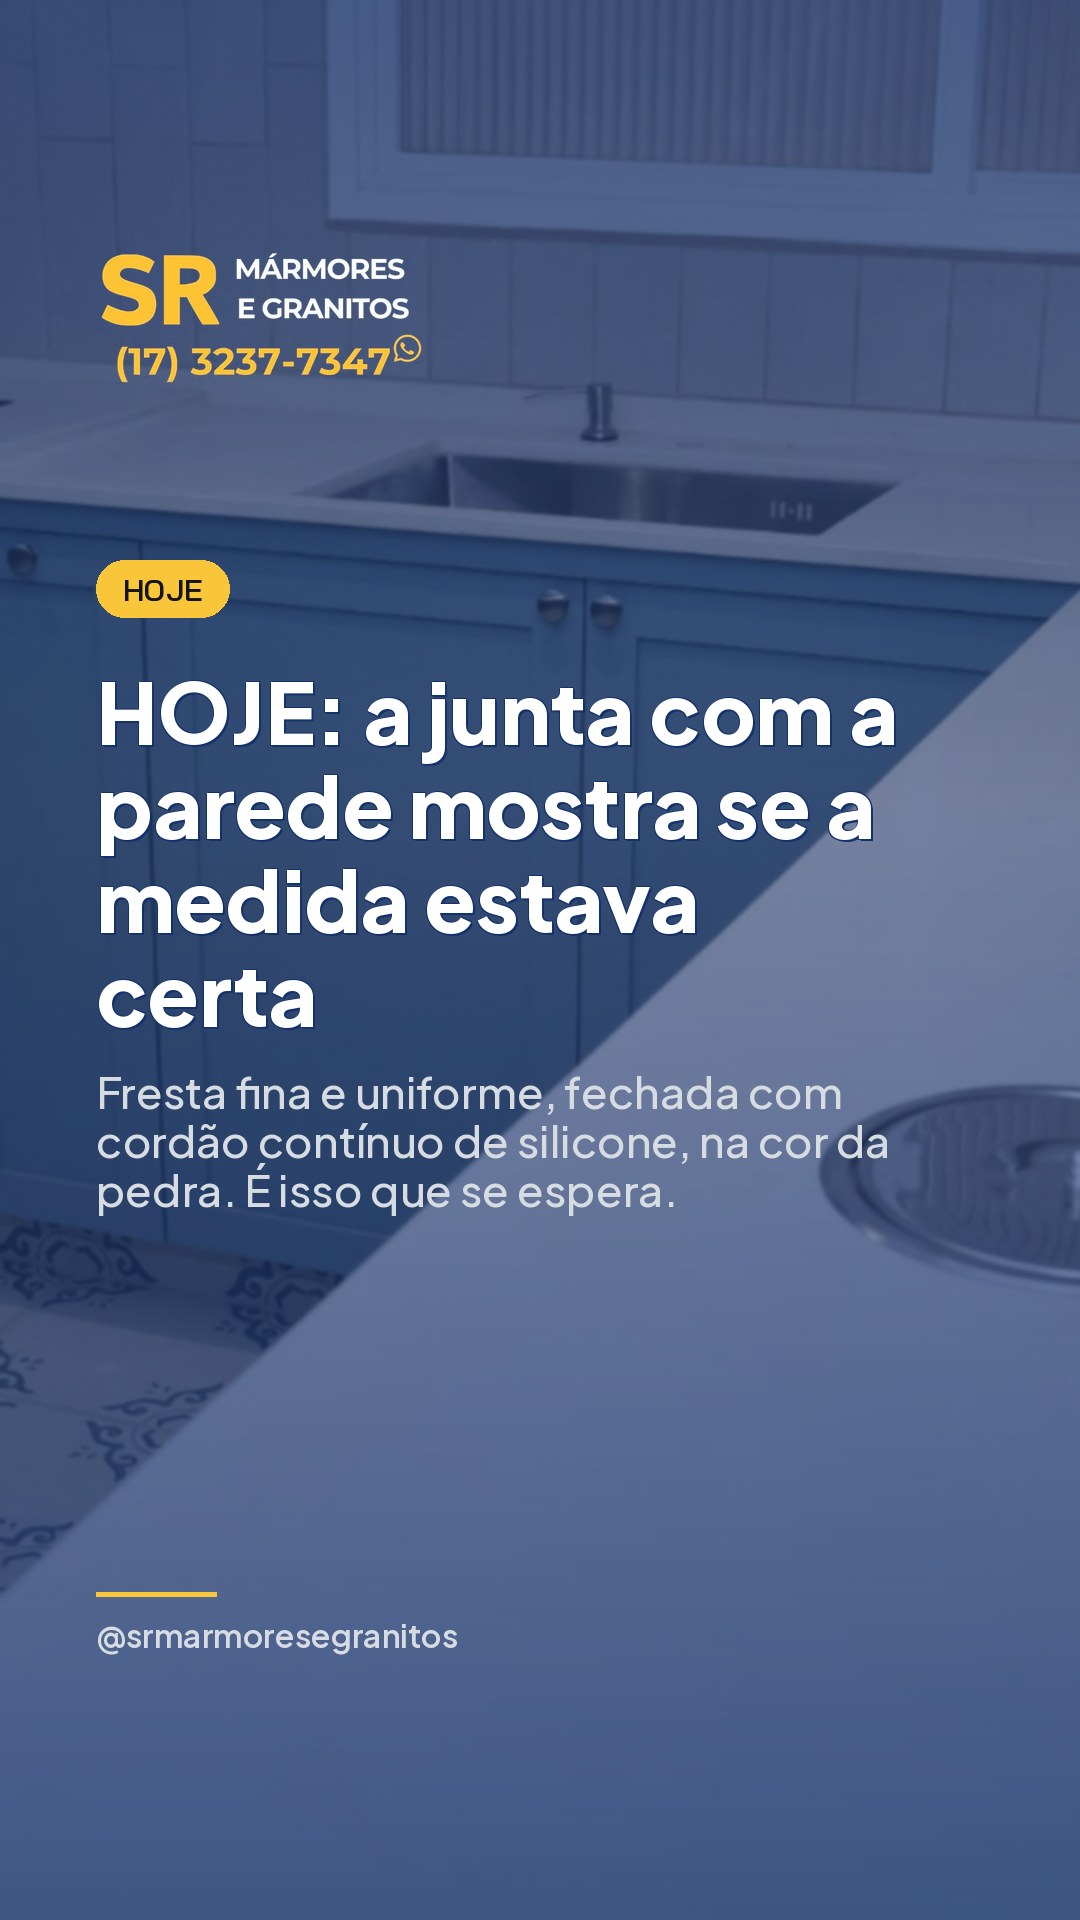 SR MÁRMORES
E GRANITOS
(17) 3237-7347
HOJE
HOJE: a junta com a
parede mostra se a
medida estava
certa
Fresta fina e uniforme, fechada com
cordão contínuo de silicone, na cor da
pedra. É isso que se espera.
@srmarmoresegranitos